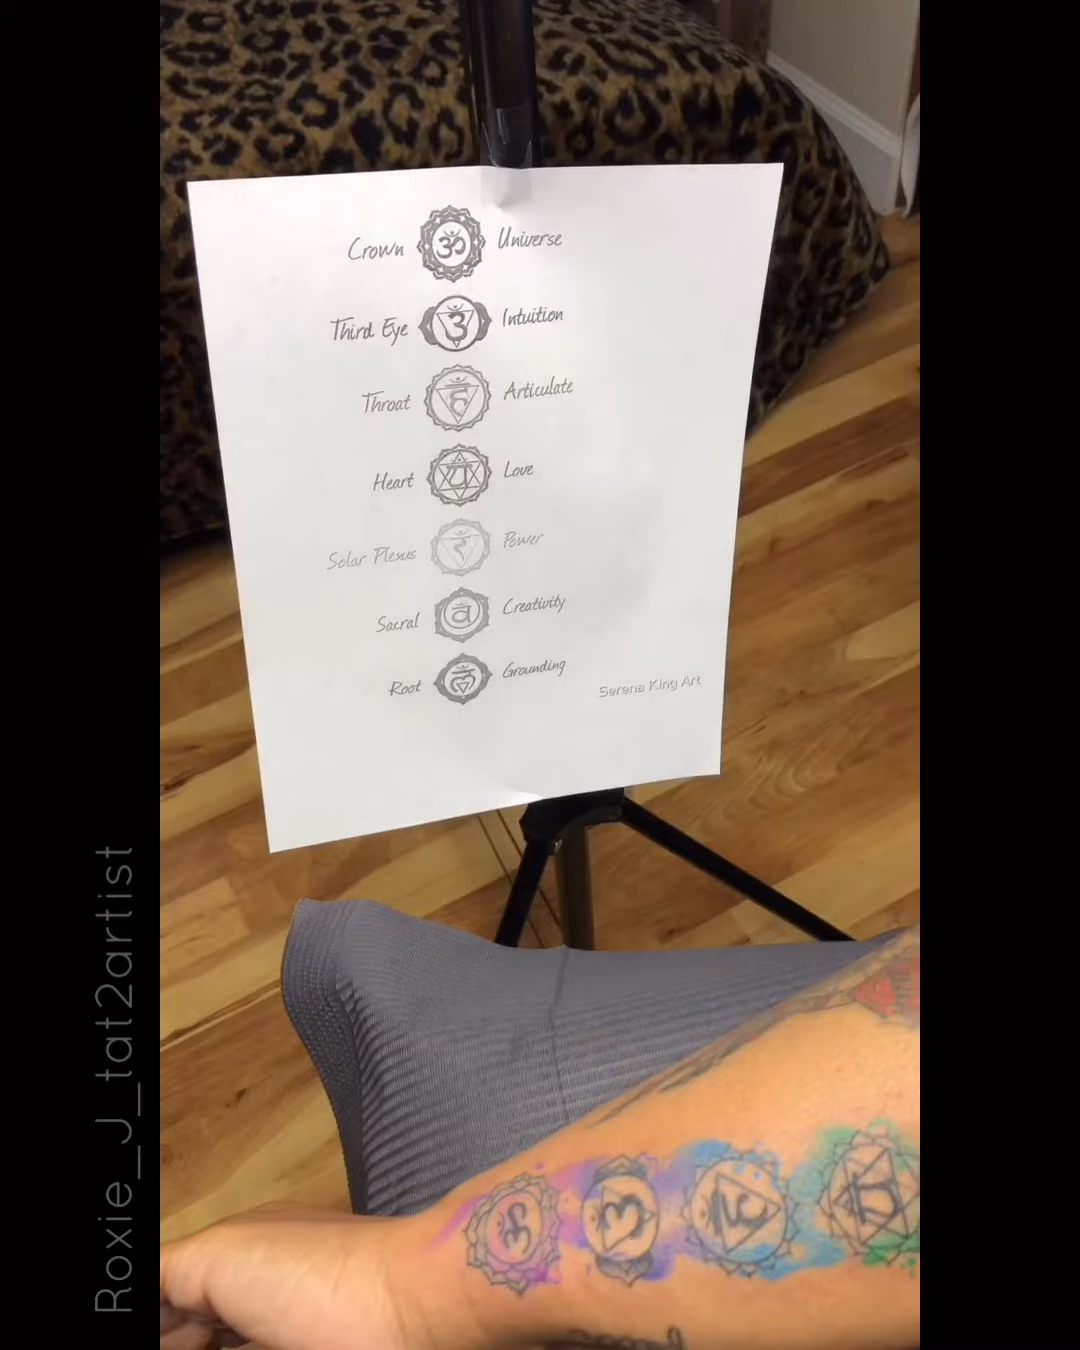 Crown ॐ Universe
Third Eye ॐ Intuition
Throat हं Articulate
Heart यं Love
Solar Plexus रं Power
Sacral वं Creativity
Root लं Grounding
Serena King Art
Roxie_J_tat2artist